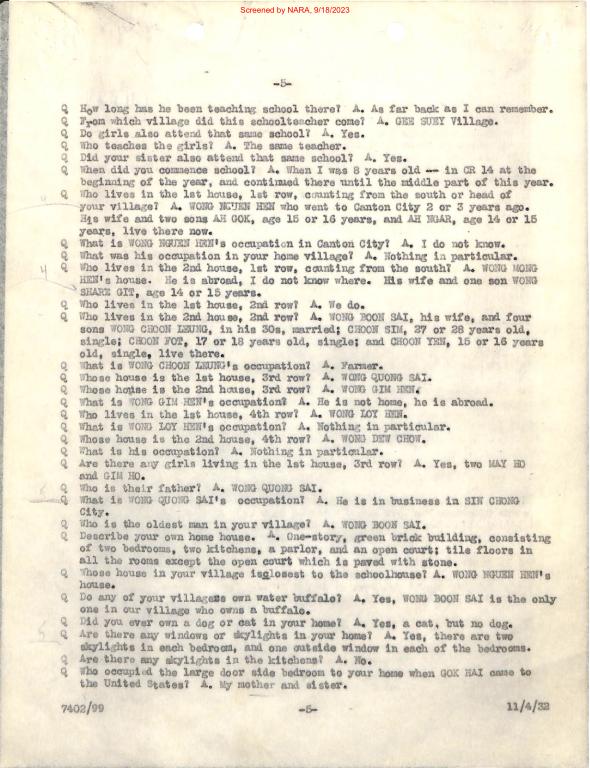 Screened by NARA, 9/18/2023
-5-
Q How long has he been teaching school there? A. As far back as I can remember.
Q From which village did this schoolteacher come? A. GEE SUEY Village.
Q Do girls also attend that same school? A. Yes.
Q Who teaches the girls? A. The same teacher.
Q Did your sister also attend that same school? A. Yes.
Q When did you commence school? A. When I was 8 years old -- in CR 14 at the
beginning of the year, and continued there until the middle part of this year.
Q Who lives in the 1st house, 1st row, counting from the south or head of
your village? A. WONG NGUEN HEN who went to Canton City 2 or 3 years ago.
His wife and two sons AH GOK, age 15 or 16 years, and AH NGAR, age 14 or 15
years, live there now.
Q What is WONG NGUEN HEN's occupation in Canton City? A. I do not know.
Q What was his occupation in your home village? A. Nothing in particular.
Q Who lives in the 2nd house, 1st row, counting from the south? A. WONG MONG
HEN's house. He is abroad, I do not know where. His wife and one son WONG
SHARE GIT, age 14 or 15 years.
Q Who lives in the 1st house, 2nd row? A. We do.
Q Who lives in the 2nd house, 2nd row? A. WONG BOON SAI, his wife, and four
sons WONG CHOON LEUNG, in his 30s, married; CHOON SIM, 27 or 28 years old,
single; CHOON FOT, 17 or 18 years old, single; and CHOON YEN, 15 or 16 years
old, single, live there.
Q What is WONG CHOON LEUNG's occupation? A. Farmer.
Q Whose house is the 1st house, 3rd row? A. WONG QUONG SAI.
Q Whose house is the 2nd house, 3rd row? A. WONG GIM HEN.
Q What is WONG GIM HEN's occupation? A. He is not home, he is abroad.
Q Who lives in the 1st house, 4th row? A. WONG LOY HEN.
Q What is WONG LOY HEN's occupation? A. Nothing in particular.
Q Whose house is the 2nd house, 4th row? A. WONG DEW CHOW.
Q What is his occupation? A. Nothing in particular.
Q Are there any girls living in the 1st house, 3rd row? A. Yes, two MAY HO
and GIM HO.
Q Who is their father? A. WONG QUONG SAI.
Q What is WONG QUONG SAI's occupation? A. He is in business in SIN CHONG
City.
Q Who is the oldest man in your village? A. WONG BOON SAI.
Q Describe your own home house. A. One-story, green brick building, consisting
of two bedrooms, two kitchens, a parlor, and an open court; tile floors in
all the rooms except the open court which is paved with stone.
Q Whose house in your village isclosest to the schoolhouse? A. WONG NGUEN HEN's
house.
Q Do any of your own water buffalo? A. Yes, WONG BOON SAI is the only
one in our village who owns a buffalo.
Q Did you ever own a dog or cat in your home? A. Yes, a cat, but no dog.
Q Are there any windows or skylights in your home? A. Yes, there are two
skylights in each bedroom, and one outside window in each of the bedrooms.
Q Are there any skylights in the kitchens? A. No.
Q Who occupied the large door side bedroom to your home when GOK HAI came to
the United States? A. My mother and sister.
7402/99 -5- 11/4/32